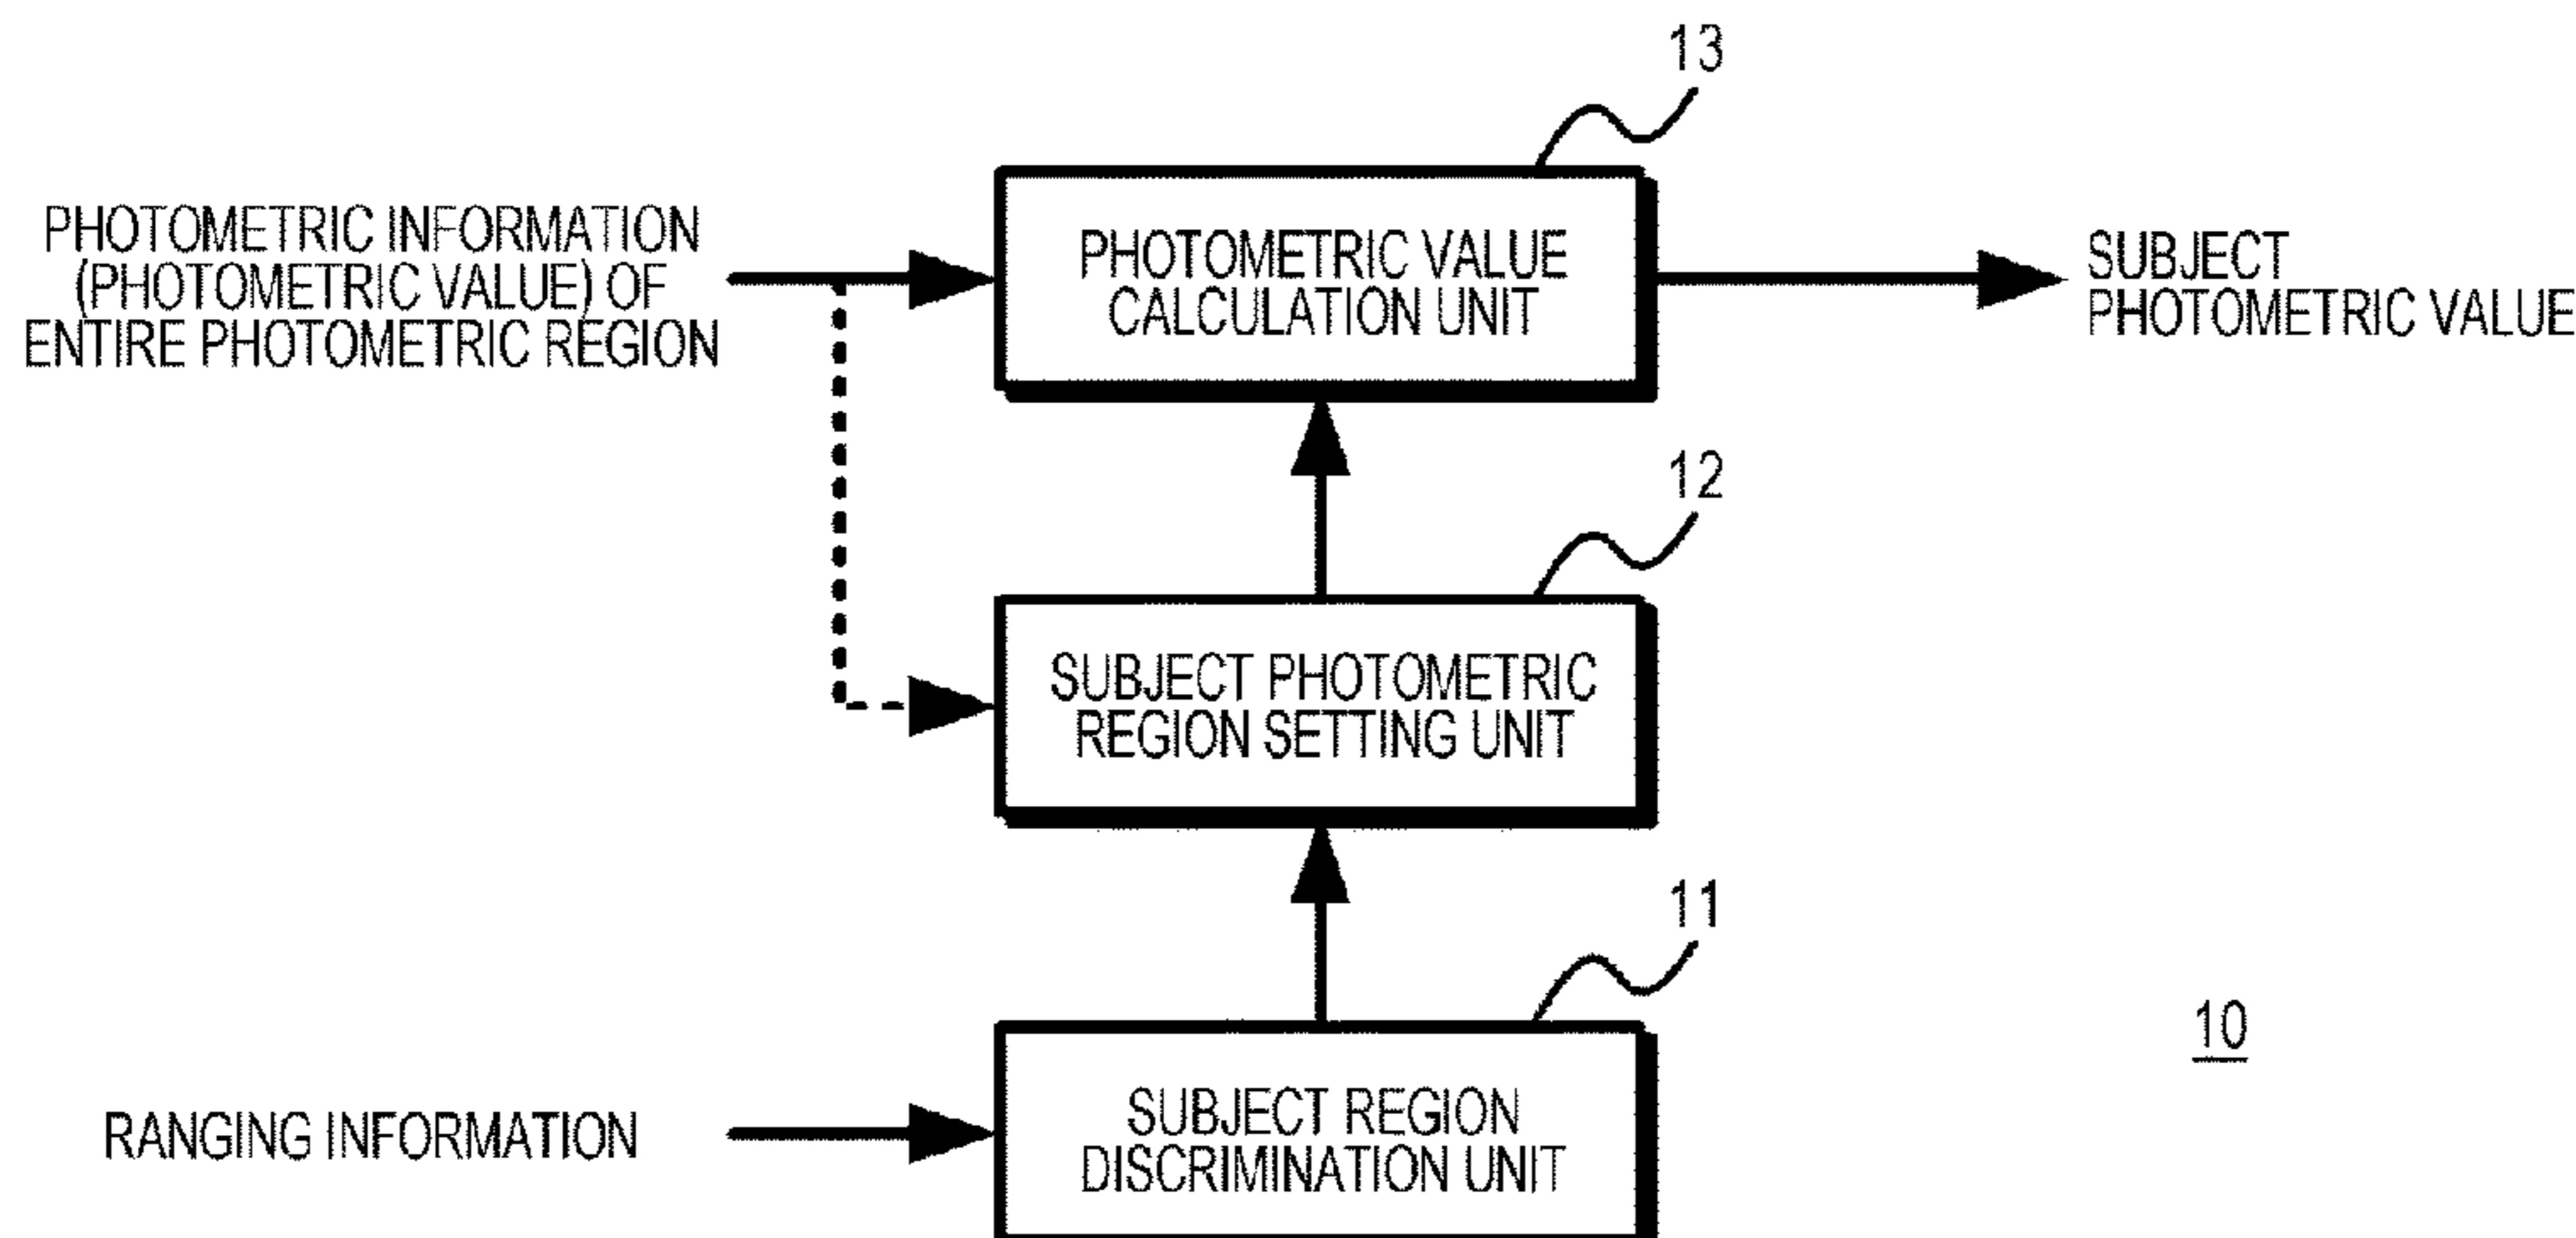 13
PHOTOMETRIC INFORMATION
(PHOTOMETRIC VALUE) OF
ENTIRE PHOTOMETRIC REGION
PHOTOMETRIC VALUE
CALCULATION UNIT
SUBJECT
PHOTOMETRIC VALUE
12
SUBJECT PHOTOMETRIC
REGION SETTING UNIT
11
10
RANGING INFORMATION
SUBJECT REGION
DISCRIMINATION UNIT